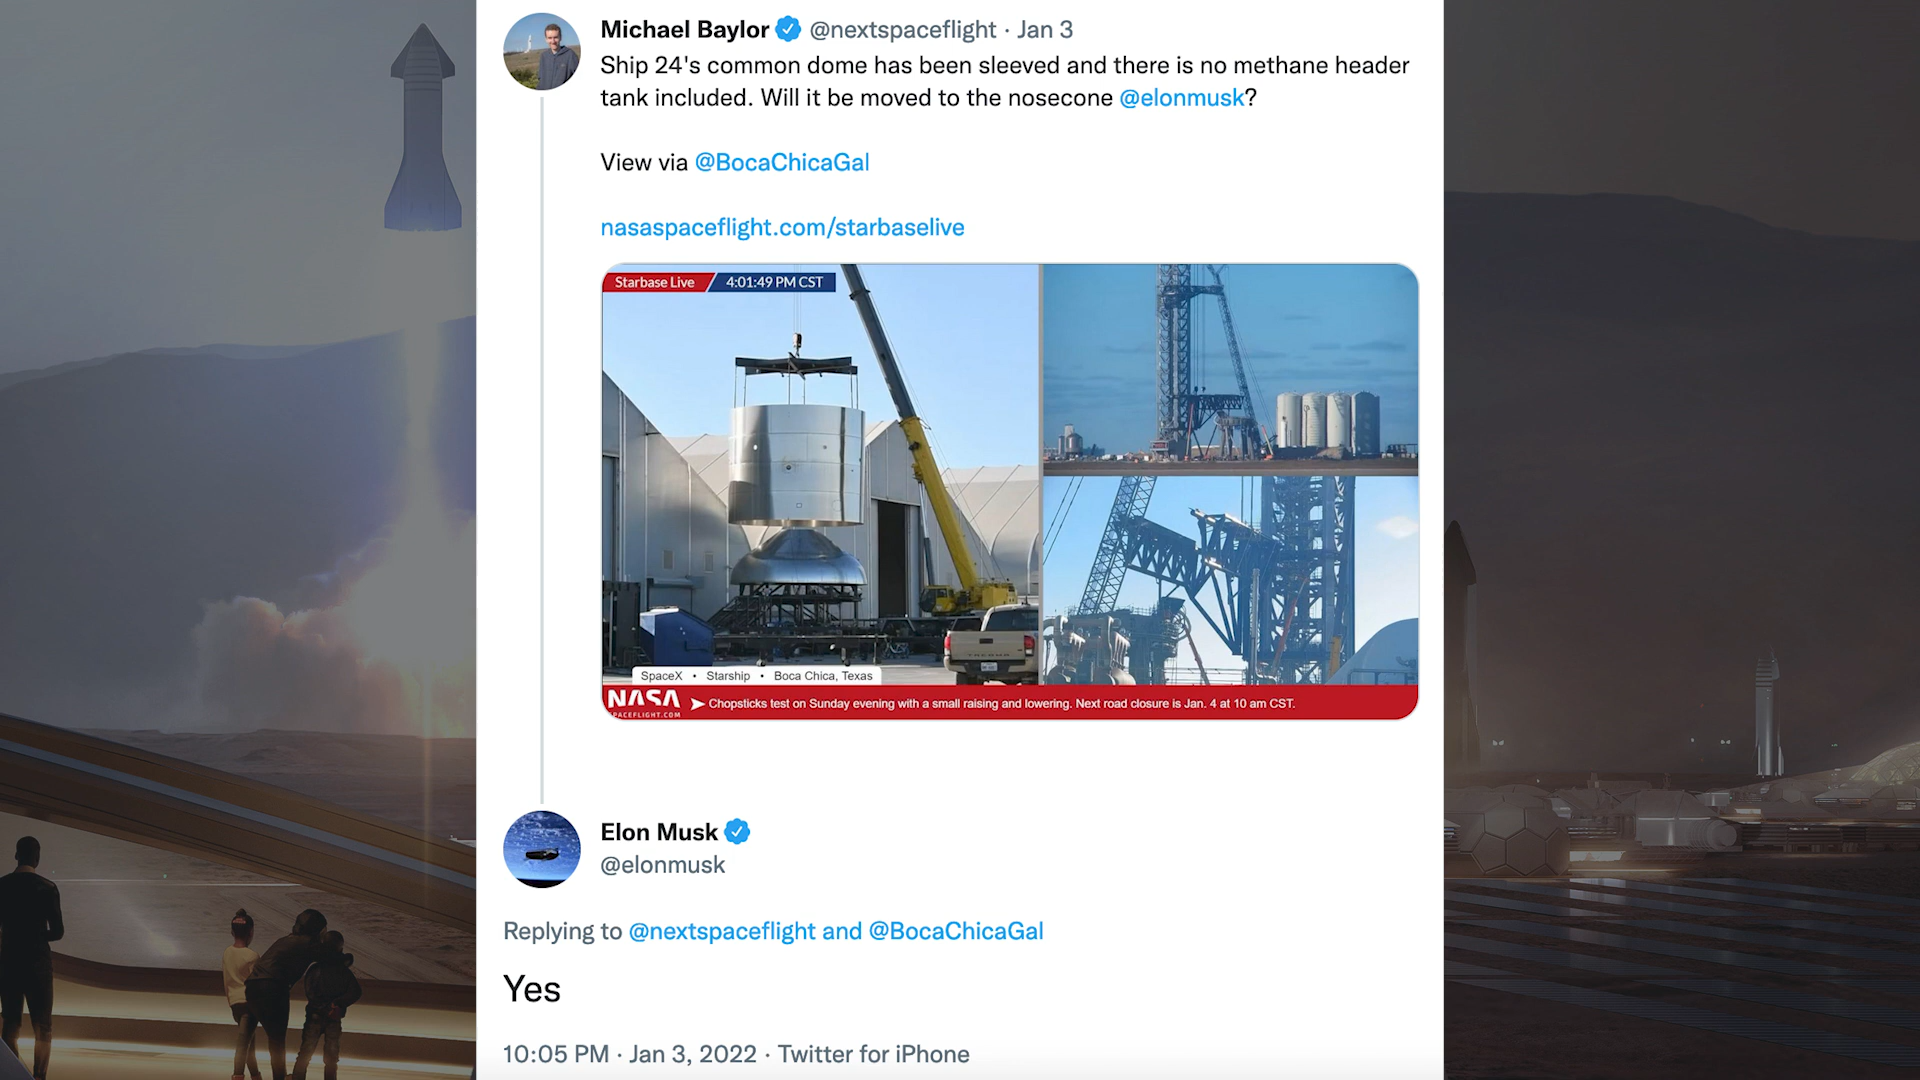 Michael Baylor @nextspaceflight · Jan 3
Ship 24's common dome has been sleeved and there is no methane header
tank included. Will it be moved to the nosecone @elonmusk?
View via @BocaChicaGal
nasaspaceflight.com/starbaselive
Starbase Live 4:01:49 PM CST
SpaceX • Starship • Boca Chica, Texas
NASA
SPACEFLIGHT.COM
Chopsticks test on Sunday evening with a small raising and lowering. Next road closure is Jan. 4 at 10 am CST.
Elon Musk
@elonmusk
Replying to @nextspaceflight and @BocaChicaGal
Yes
10:05 PM · Jan 3, 2022 · Twitter for iPhone